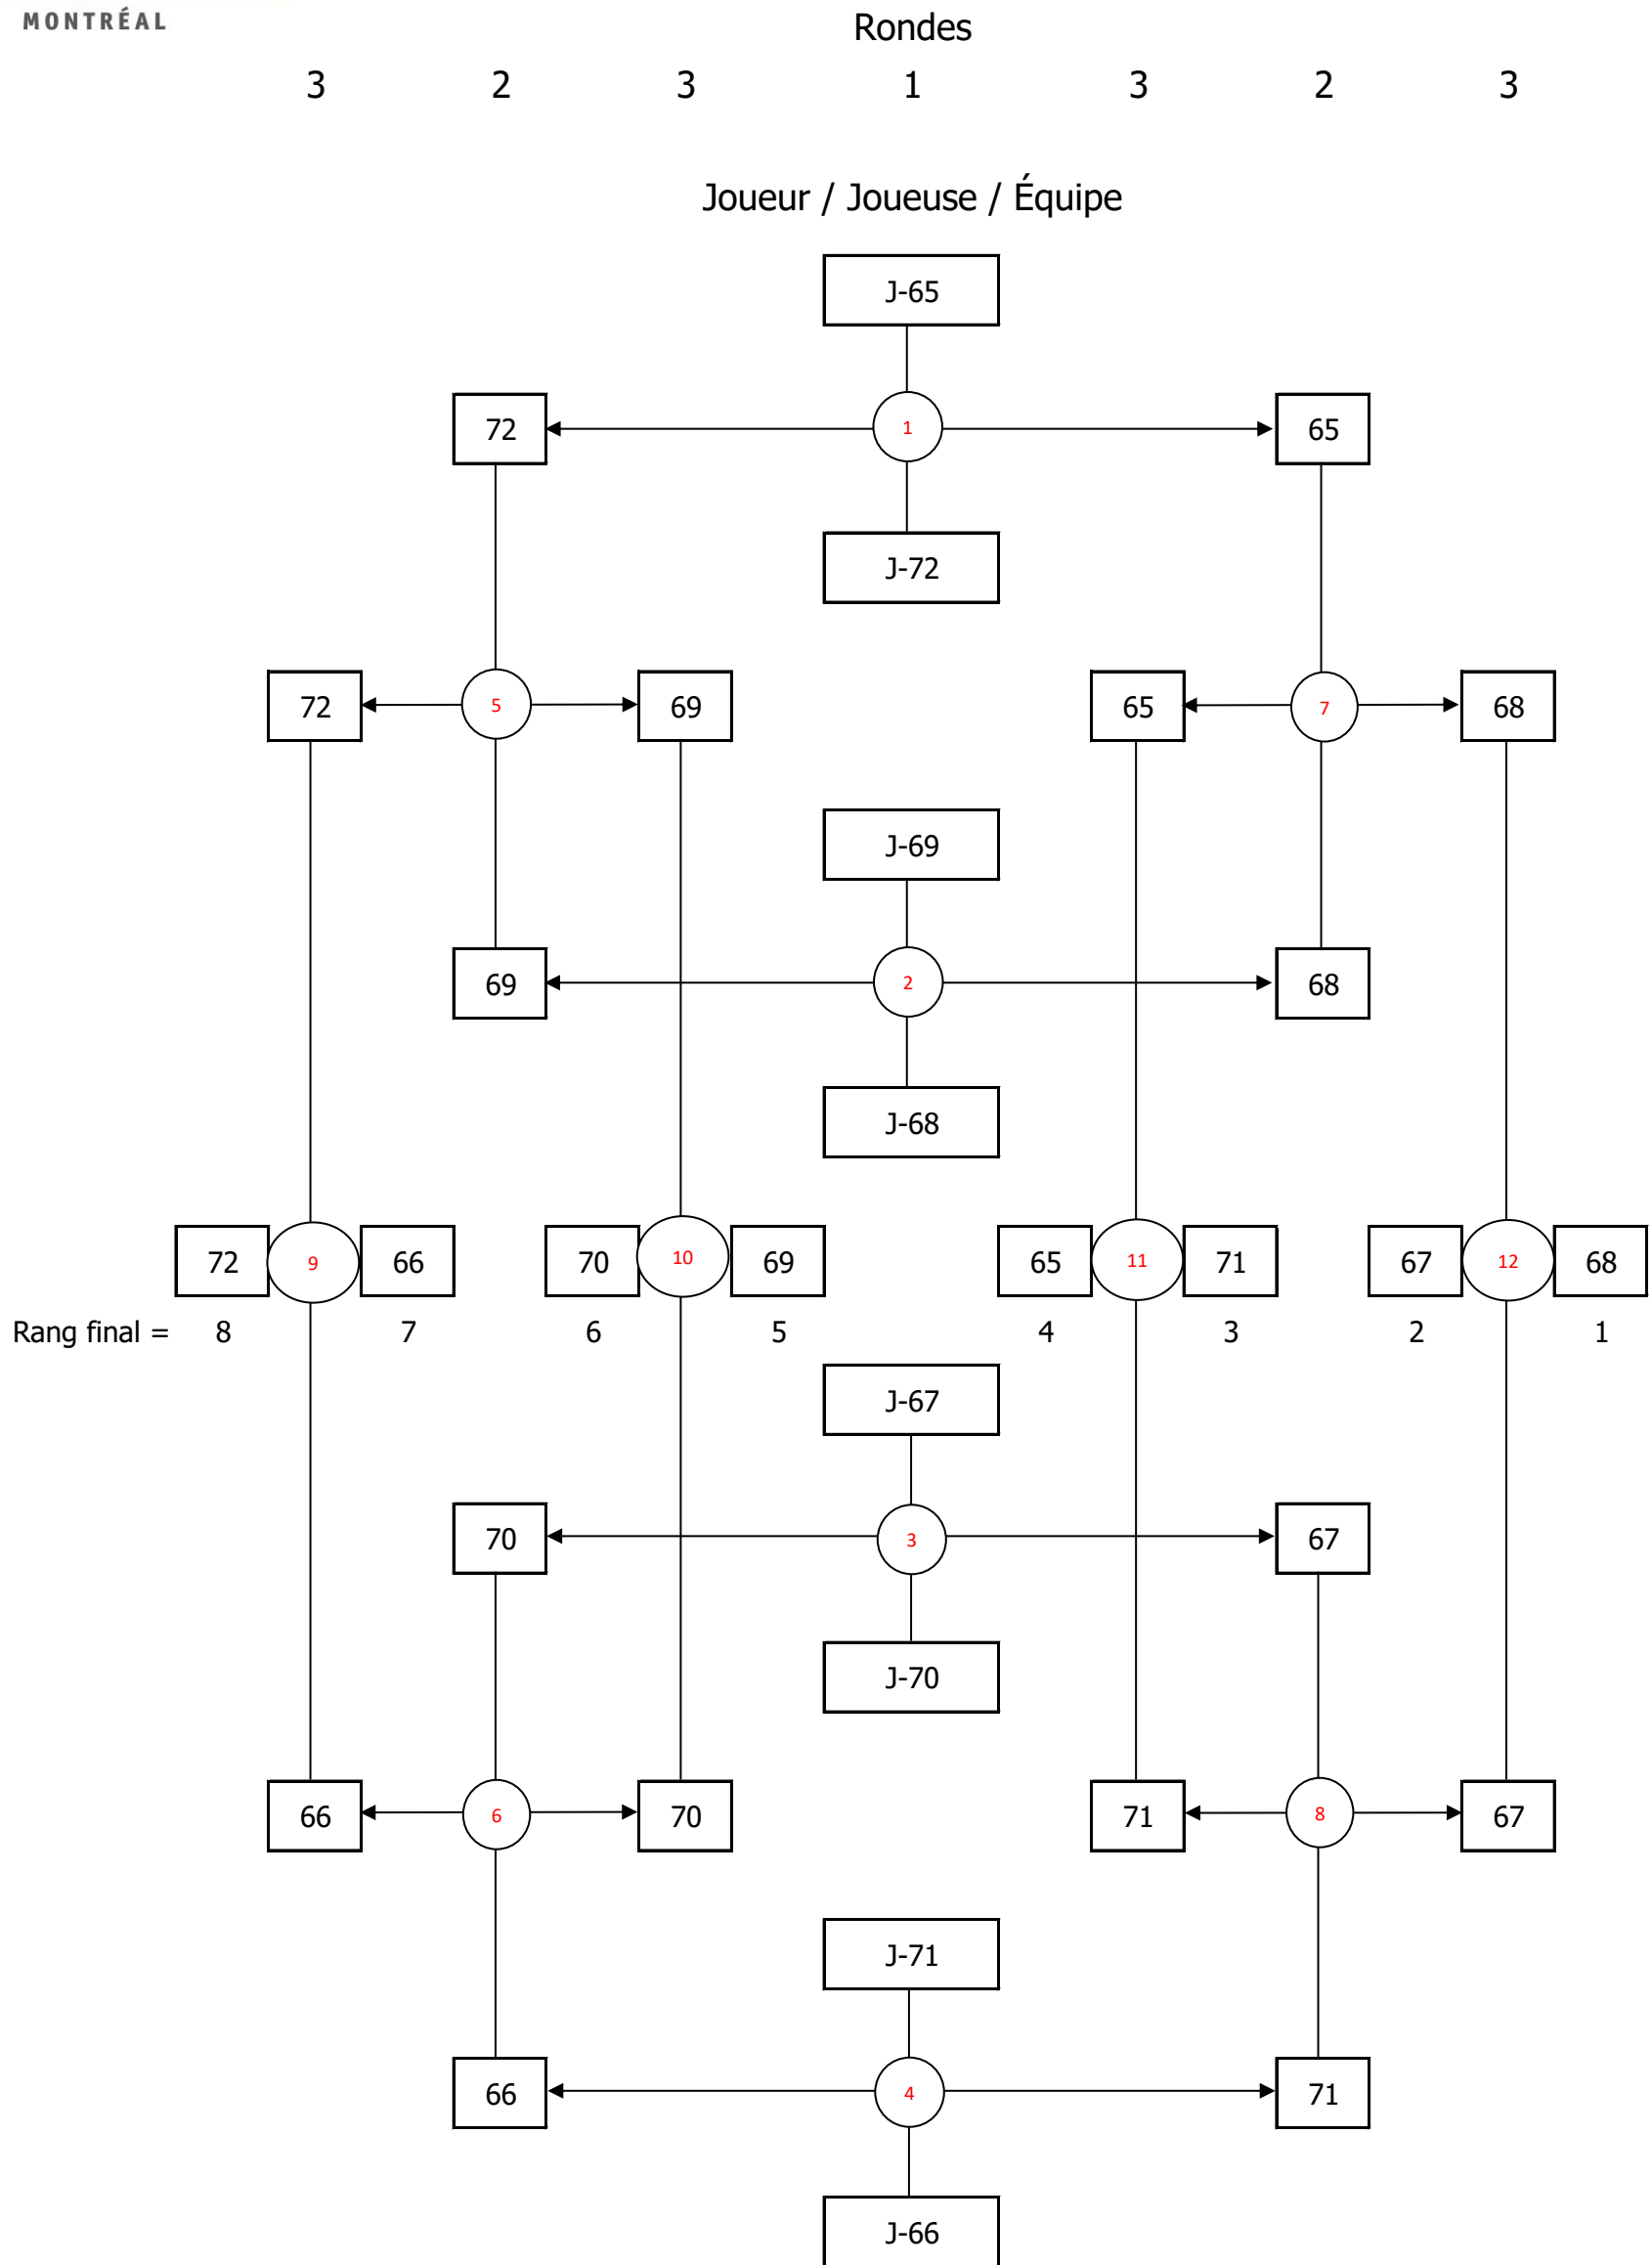 MONTRÉAL
Rondes
3 2 3 1 3 2 3
Joueur / Joueuse / Équipe
J-65
72 1 65
J-72
72 5 69 65 7 68
J-69
69 2 68
J-68
72 9 66 70 10 69 65 11 71 67 12 68
Rang final = 8 7 6 5 4 3 2 1
J-67
70 3 67
J-70
66 6 70 71 8 67
J-71
66 4 71
J-66